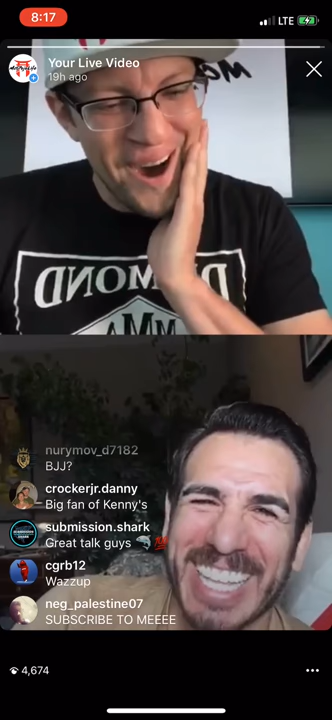 8:17
LTE
Your Live Video
19h ago
DIAMOND
MMA
nurymov_d7182
BJJ?
crockerjr.danny
Big fan of Kenny's
submission.shark
Great talk guys 🦈💯
cgrb12
Wazzup
neg_palestine07
SUBSCRIBE TO MEEEE
4,674